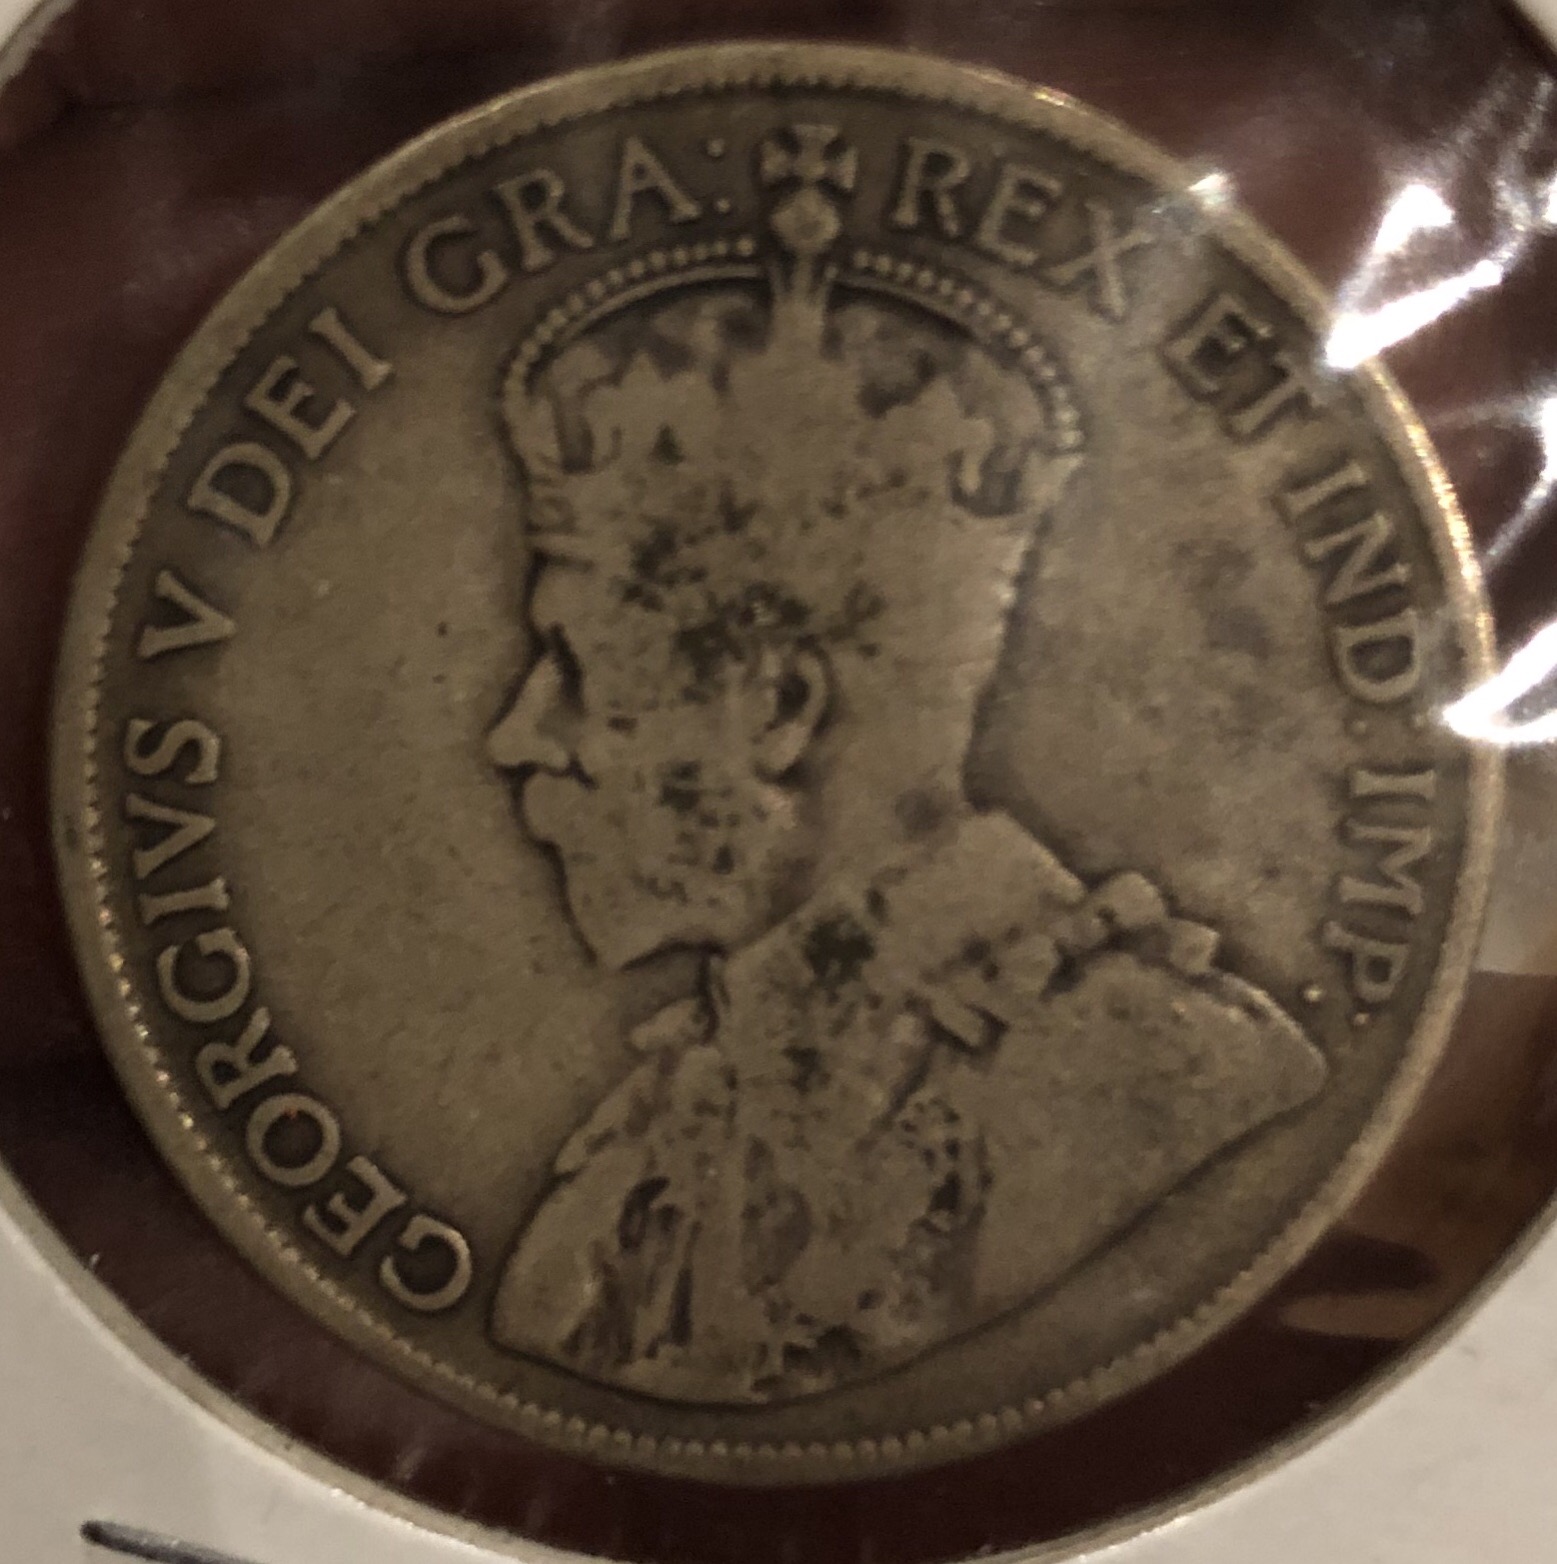 GEORGIVS V DEI GRA: REX ET IND: IMP: